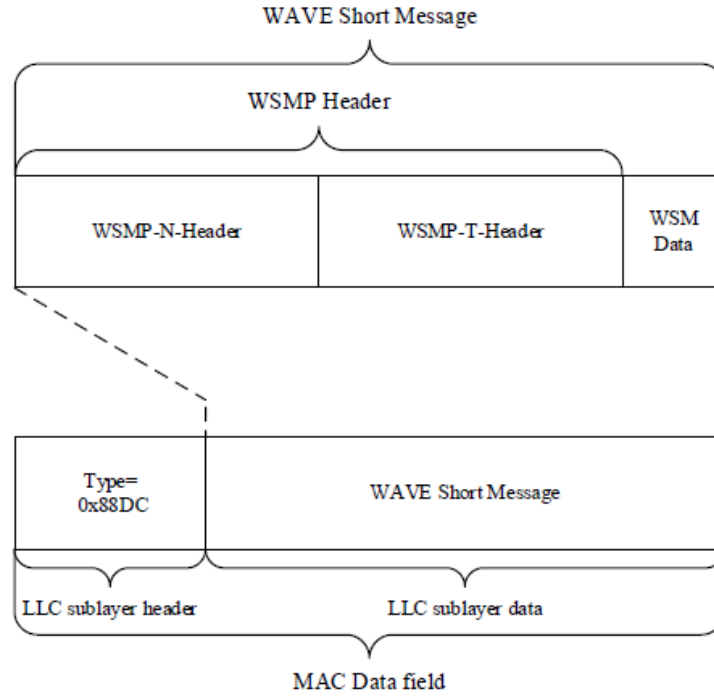 WAVE Short Message
WSMP Header
WSMP-N-Header
WSMP-T-Header
WSM
Data
Type=
0x88DC
WAVE Short Message
LLC sublayer header
LLC sublayer data
MAC Data field